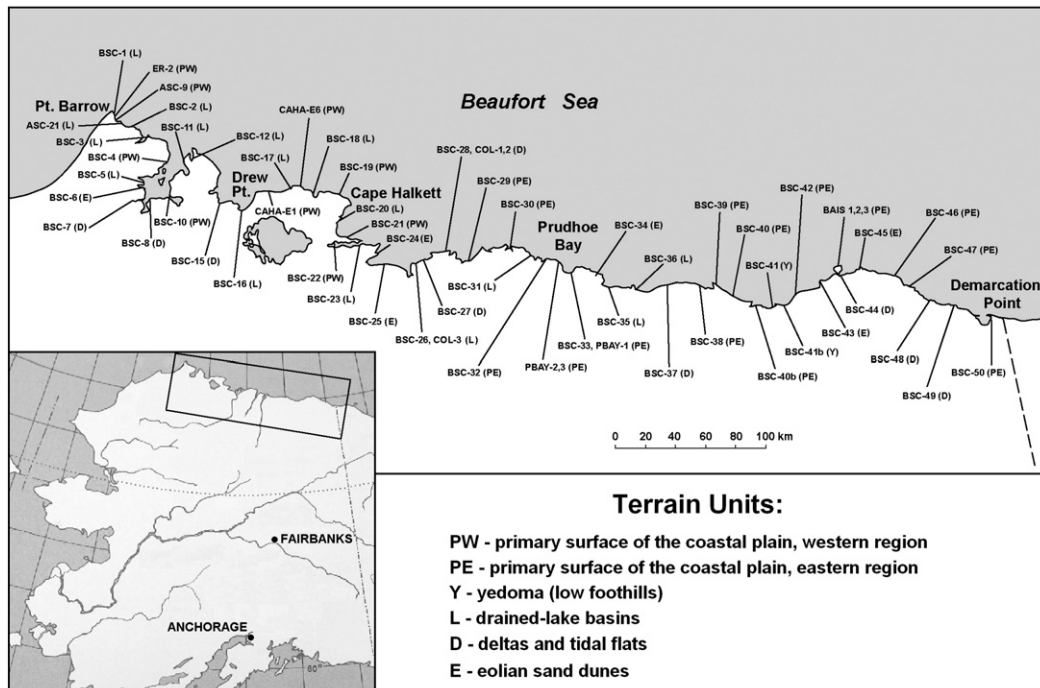 BSC-1 (L)
ER-2 (PW)
ASC-9 (PW)
Pt. Barrow
BSC-2 (L)
ASC-21 (L)
BSC-3 (L)
BSC-11 (L)
BSC-4 (PW)
BSC-5 (L)
BSC-6 (E)
BSC-7 (D)
BSC-8 (D)
BSC-10 (PW)
BSC-12 (L)
Drew
Pt.
BSC-15 (D)
BSC-16 (L)
BSC-17 (L)
CAHA-E6 (PW)
BSC-18 (L)
BSC-19 (PW)
CAHA-E1 (PW)
Cape Halkett
BSC-20 (L)
BSC-21 (PW)
BSC-24(E)
BSC-22 (PW)
BSC-23 (L)
BSC-25 (E)
Beaufort Sea
BSC-28, COL-1,2 (D)
BSC-29 (PE)
BSC-30 (PE)
BSC-27 (D)
BSC-26, COL-3 (L)
BSC-31 (L)
BSC-32 (PE)
Prudhoe
Bay
PBAY-2,3 (PE)
BSC-33, PBAY-1 (PE)
BSC-34 (E)
BSC-35 (L)
BSC-36 (L)
BSC-37 (D)
BSC-38 (PE)
BSC-39 (PE)
BSC-40 (PE)
BSC-40b (PE)
BSC-41 (Y)
BSC-41b (Y)
BSC-42 (PE)
BAIS 1,2,3 (PE)
BSC-43 (E)
BSC-44 (D)
BSC-45 (E)
BSC-46 (PE)
BSC-47 (PE)
Demarcation
Point
BSC-48 (D)
BSC-49 (D)
BSC-50 (PE)
0 20 40 60 80 100 km
FAIRBANKS
ANCHORAGE
60°
Terrain Units:
PW - primary surface of the coastal plain, western region
PE - primary surface of the coastal plain, eastern region
Y - yedoma (low foothills)
L - drained-lake basins
D - deltas and tidal flats
E - eolian sand dunes